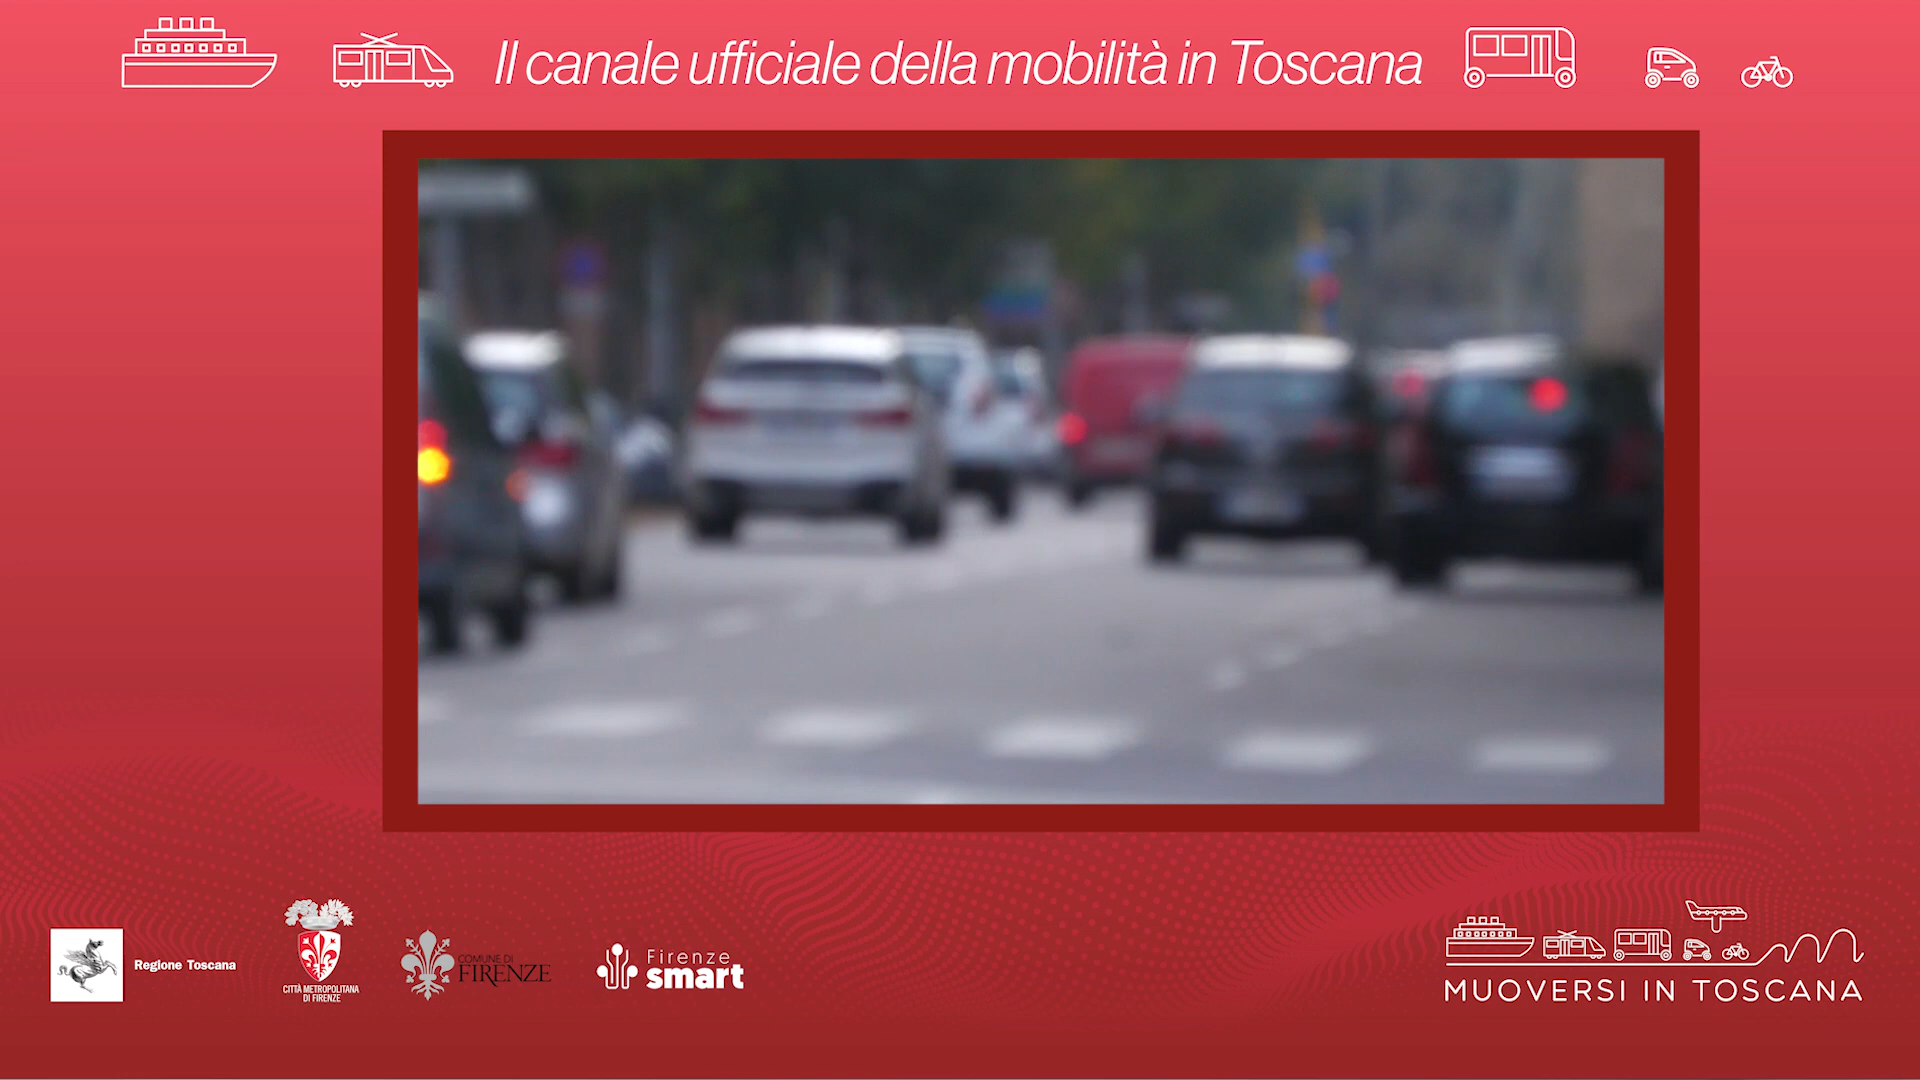 Il canale ufficiale della mobilità in Toscana
Regione Toscana
CITTÀ METROPOLITANA
DI FIRENZE
COMUNE DI
FIRENZE
Firenze
smart
MUOVERSI IN TOSCANA